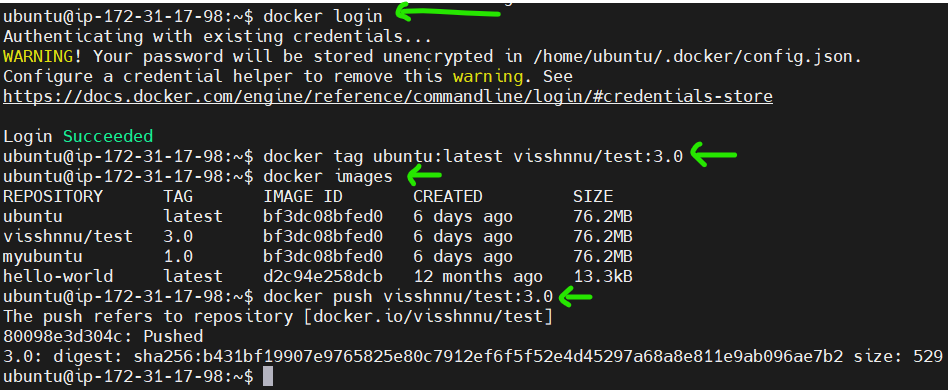 ubuntu@ip-172-31-17-98:~$ docker login
Authenticating with existing credentials...
WARNING! Your password will be stored unencrypted in /home/ubuntu/.docker/config.json.
Configure a credential helper to remove this warning. See
https://docs.docker.com/engine/reference/commandline/login/#credentials-store
Login Succeeded
ubuntu@ip-172-31-17-98:~$ docker tag ubuntu:latest visshnnu/test:3.0
ubuntu@ip-172-31-17-98:~$ docker images
REPOSITORY TAG IMAGE ID CREATED SIZE
ubuntu latest bf3dc08bfed0 6 days ago 76.2MB
visshnnu/test 3.0 bf3dc08bfed0 6 days ago 76.2MB
myubuntu 1.0 bf3dc08bfed0 6 days ago 76.2MB
hello-world latest d2c94e258dcb 12 months ago 13.3kB
ubuntu@ip-172-31-17-98:~$ docker push visshnnu/test:3.0
The push refers to repository [docker.io/visshnnu/test]
80098e3d304c: Pushed
3.0: digest: sha256:b431bf19907e9765825e80c7912ef6f5f52e4d45297a68a8e811e9ab096ae7b2 size: 529
ubuntu@ip-172-31-17-98:~$